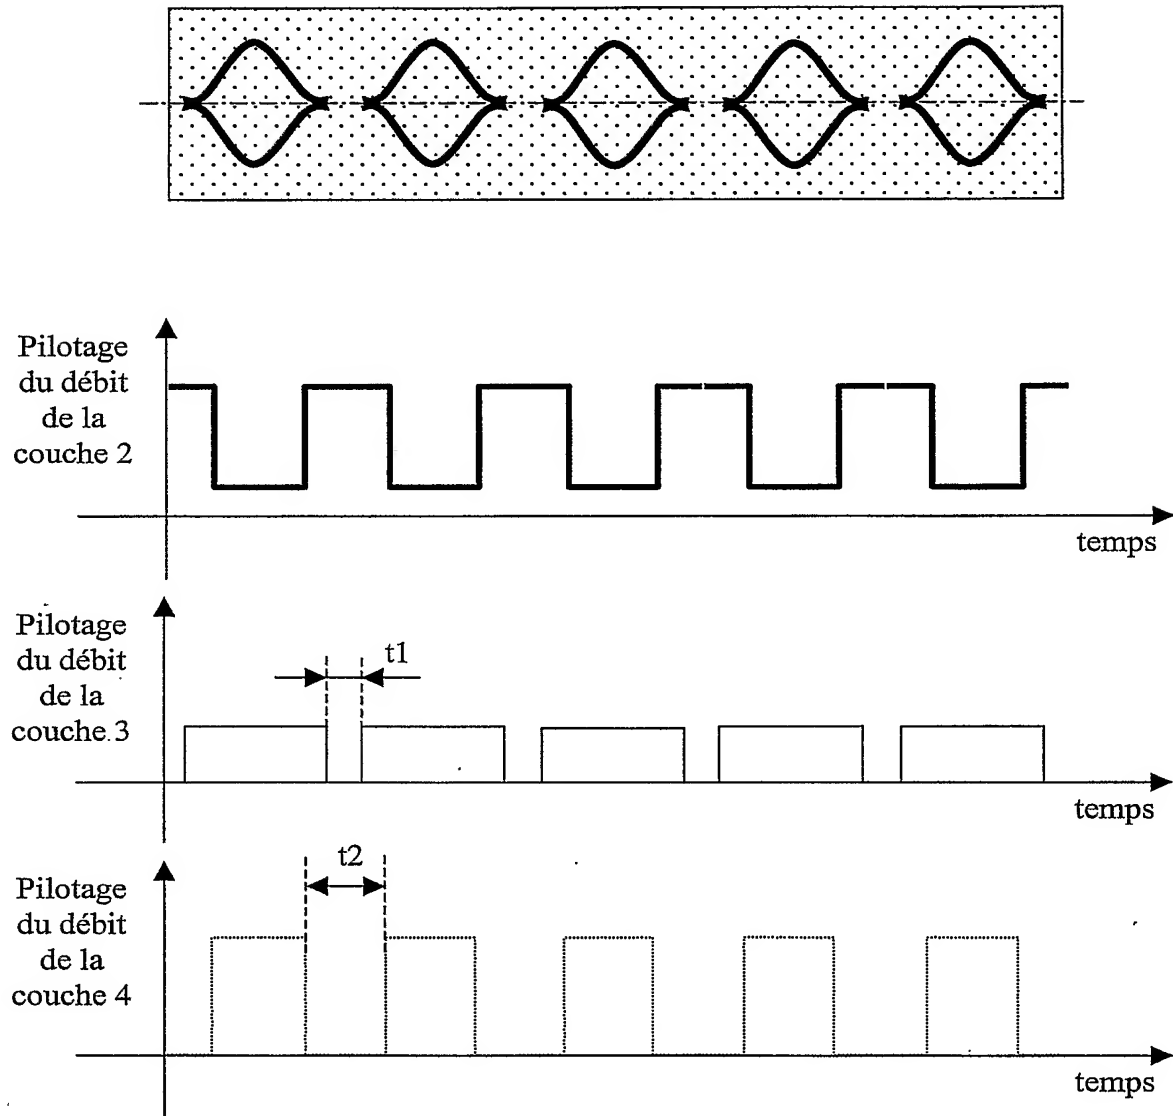 Pilotage
du débit
de la
couche 2
temps
Pilotage
du débit
de la
couche 3
t1
temps
Pilotage
du débit
de la
couche 4
t2
temps